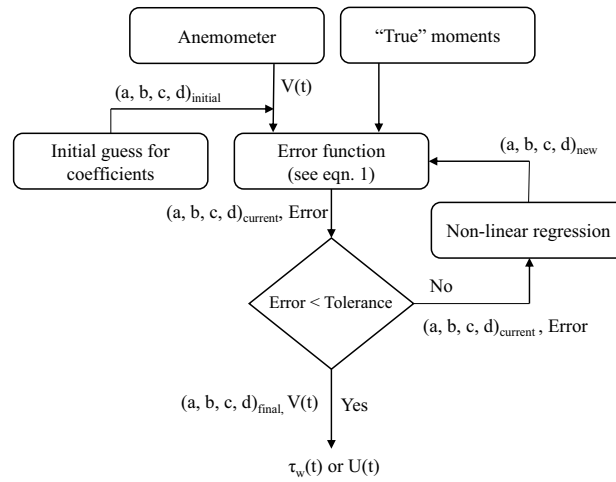 Anemometer
“True” moments
V(t)
(a, b, c, d)initial
Initial guess for
coefficients
Error function
(see eqn. 1)
(a, b, c, d)new
(a, b, c, d)current, Error
Non-linear regression
Error < Tolerance
No
(a, b, c, d)current , Error
(a, b, c, d)final, V(t)
Yes
τw(t) or U(t)